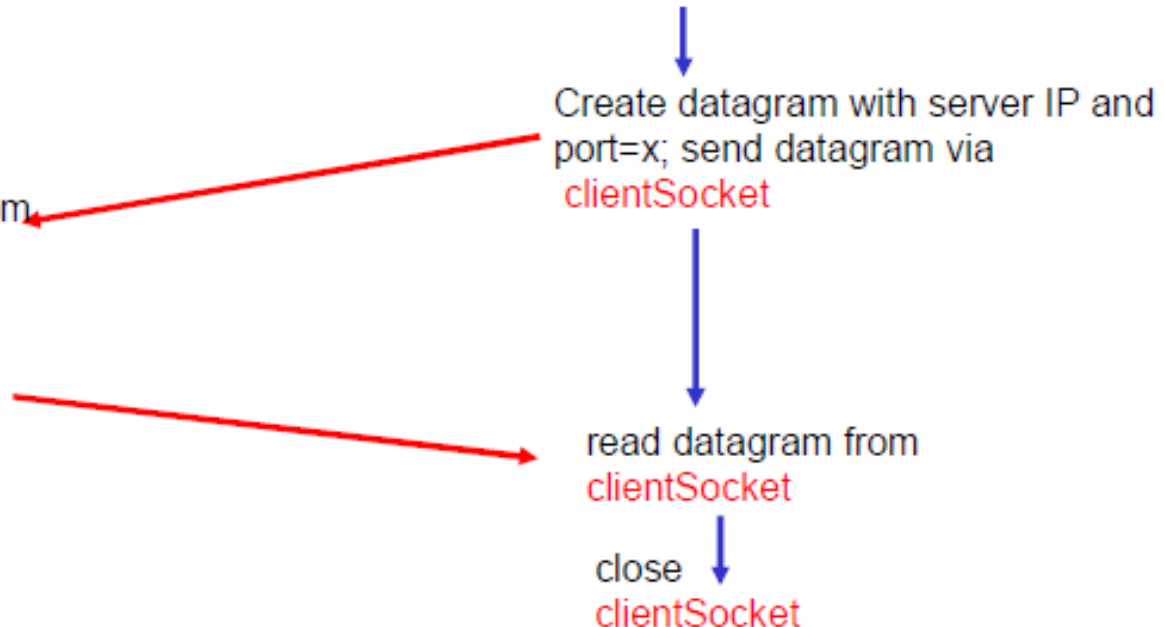 Create datagram with server IP and
port=x; send datagram via
clientSocket
m
read datagram from
clientSocket
close
clientSocket